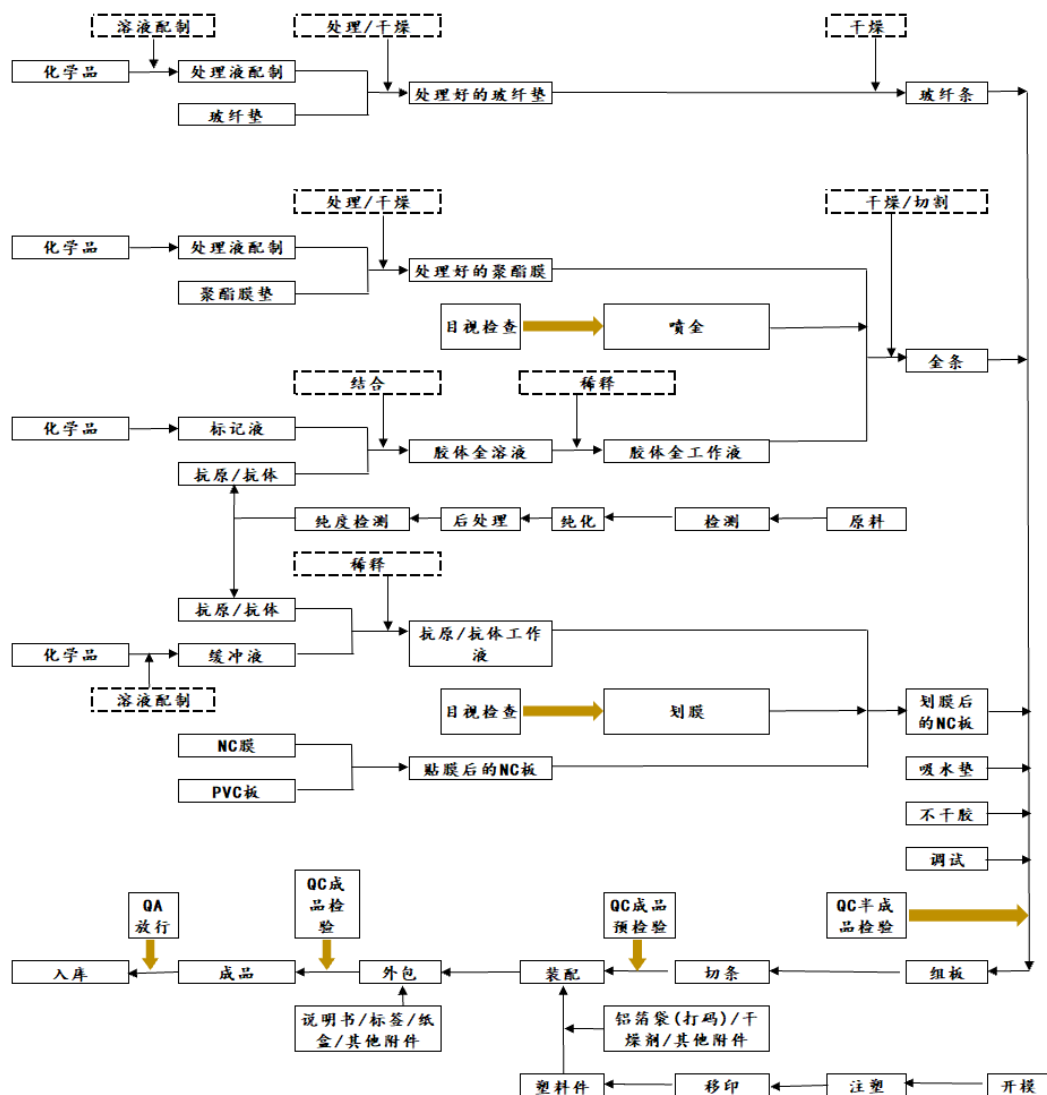 溶液配制
处理/干燥
干燥
化学品
处理液配制
处理好的玻纤垫
玻纤条
玻纤垫
处理/干燥
干燥/切割
化学品
处理液配制
处理好的聚酯膜
聚酯膜垫
目视检查
喷金
金条
结合
稀释
化学品
标记液
胶体金溶液
胶体金工作液
抗原/抗体
纯度检测
后处理
纯化
检测
原料
稀释
抗原/抗体
抗原/抗体工作
液
化学品
缓冲液
溶液配制
目视检查
划膜
划膜后
的NC板
NC膜
贴膜后的NC板
吸水垫
PVC板
不干胶
调试
QA
放行
QC成
品检
验
QC成品
预检验
QC半成
品检验
入库
成品
外包
装配
切条
组板
说明书/标签/纸
盒/其他附件
铝箔袋(打码)/干
燥剂/其他附件
塑料件
移印
注塑
开模